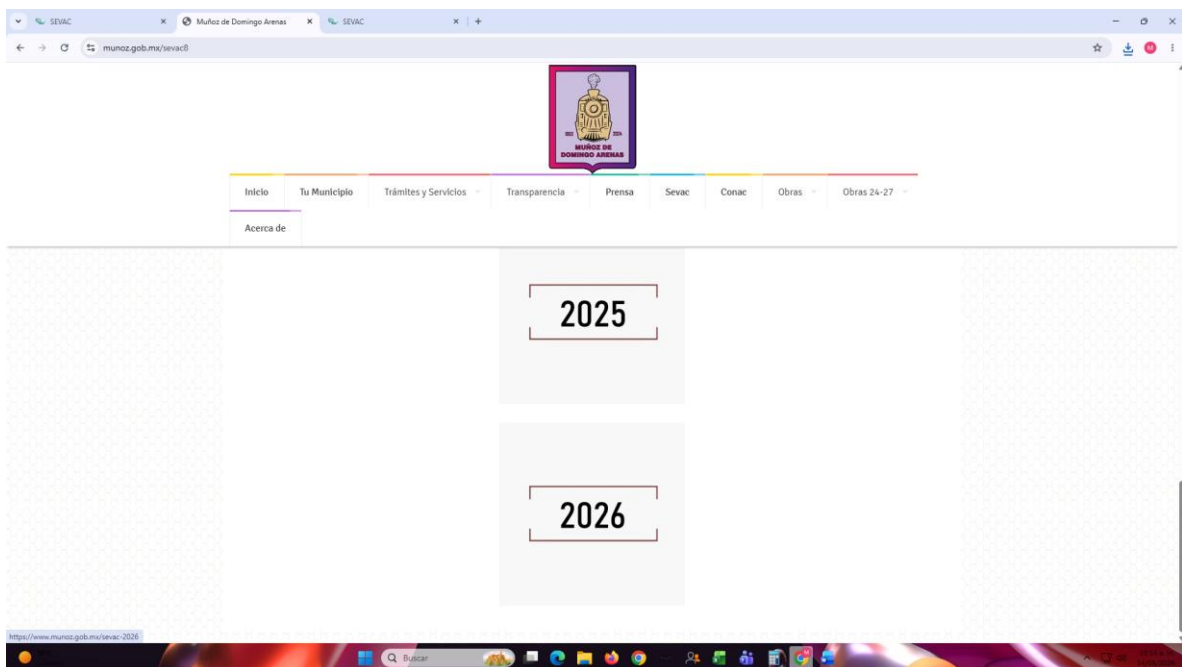 SEVAC
Muñoz de Domingo Arenas
SEVAC
munoz.gob.mx/sevac8
M
MUÑOZ DE
DOMINGO ARENAS
Inicio
Tu Municipio
Trámites y Servicios
Transparencia
Prensa
Sevac
Conac
Obras
Obras 24-27
Acerca de
2025
2026
https://www.munoz.gob.mx/sevac-2026
Buscar